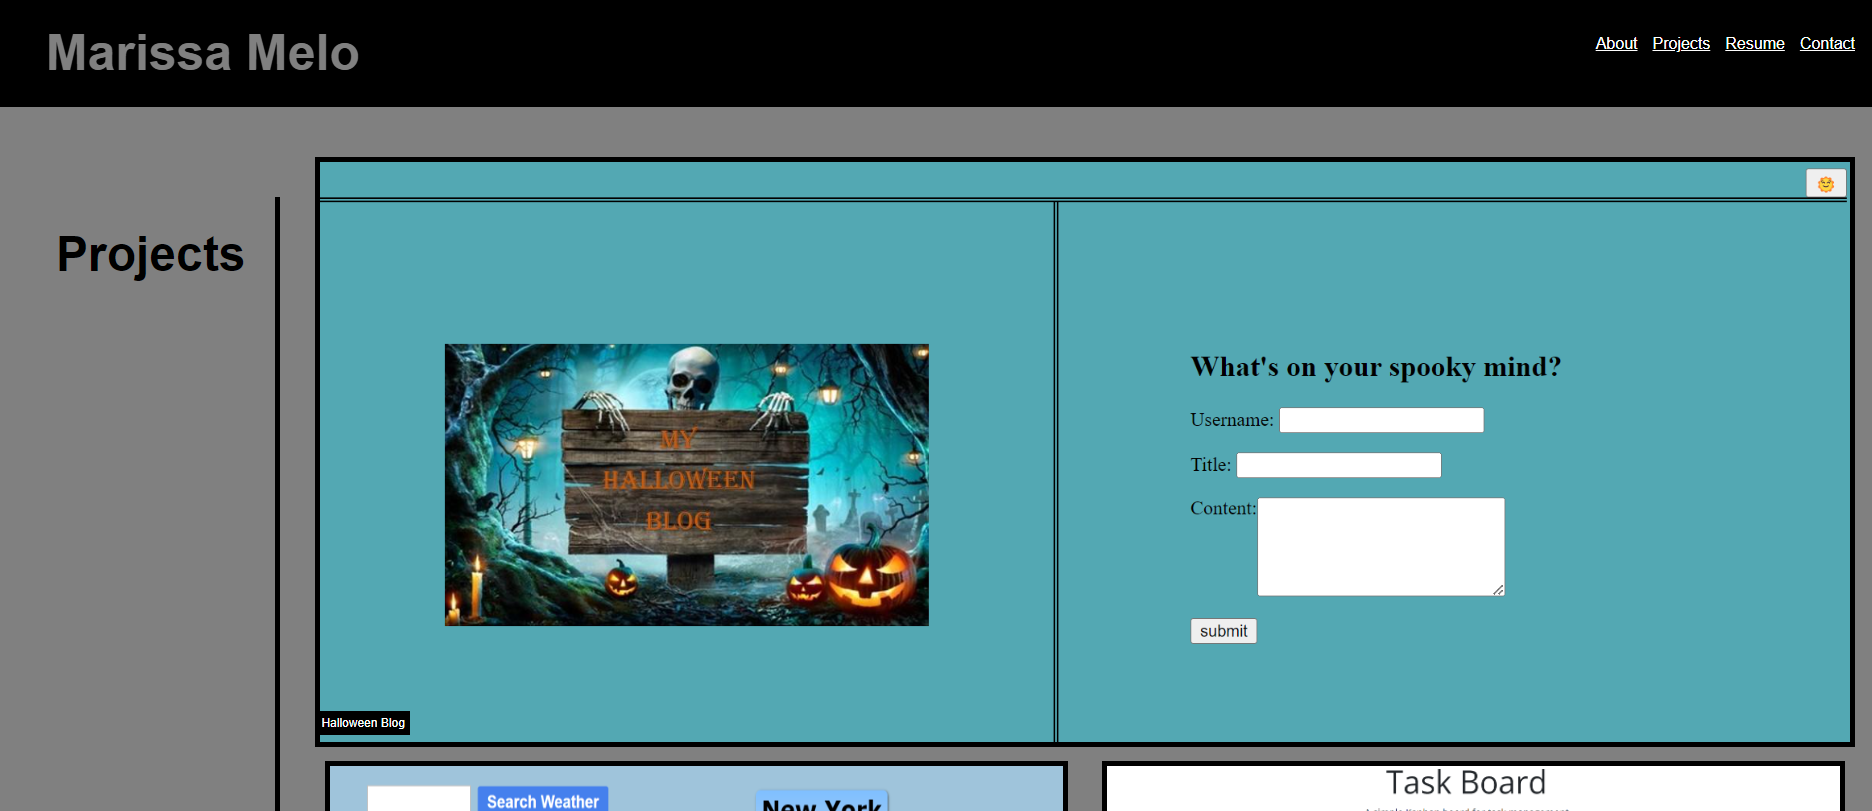 Marissa Melo
About Projects Resume Contact
Projects
MY
HALLOWEEN
BLOG
What's on your spooky mind?
Username:
Title:
Content:
submit
Halloween Blog
Search Weather
New York
Task Board